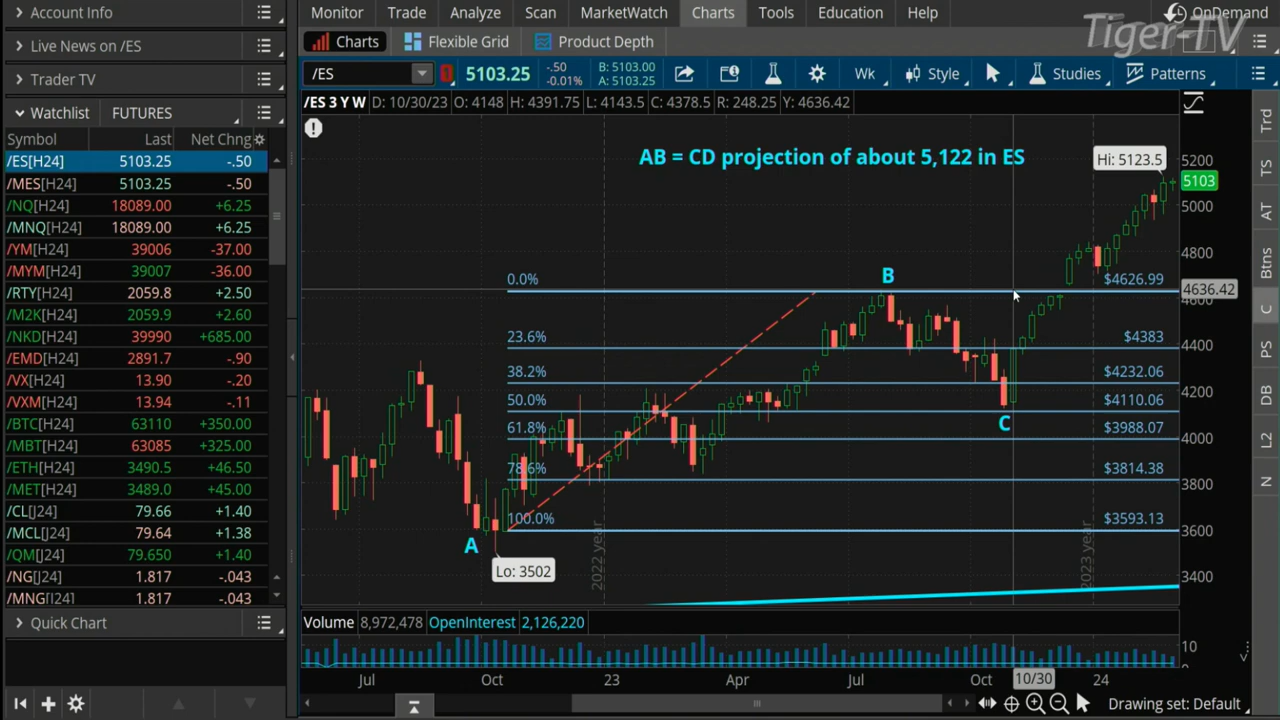 Account Info
Live News on /ES
Trader TV
Watchlist FUTURES
Symbol Last Net Chng
/ES[H24] 5103.25 -.50
/MES[H24] 5103.25 -.50
/NQ[H24] 18089.00 +6.25
/MNQ[H24] 18089.00 +6.25
/YM[H24] 39006 -37.00
/MYM[H24] 39007 -36.00
/RTY[H24] 2059.8 +2.50
/M2K[H24] 2059.9 +2.60
/NKD[H24] 39990 +685.00
/EMD[H24] 2891.7 -.90
/VX[H24] 13.90 -.20
/VXM[H24] 13.94 -.11
/BTC[H24] 63110 +350.00
/MBT[H24] 63085 +325.00
/ETH[H24] 3490.5 +46.50
/MET[H24] 3489.0 +45.00
/CL[J24] 79.66 +1.40
/MCL[J24] 79.66 +1.38
/QM[J24] 79.650 +1.40
/NG[J24] 1.817 -.043
/MNG[J24] 1.817 -.043
Quick Chart
Monitor Trade Analyze Scan MarketWatch Charts Tools Education Help
OnDemand
Tiger-TV
Charts Flexible Grid Product Depth
/ES 5103.25 -.50 -0.01% B: 5103.00 A: 5103.25 Wk Style Studies Patterns
/ES 3 Y W D: 10/30/23 O: 4148 H: 4391.75 L: 4143.5 C: 4378.5 R: 248.25 Y: 4636.42
AB = CD projection of about 5,122 in ES
Hi: 5123.5
5200
5103
5000
4800
B
0.0% $4626.99
4636.42
4600
23.6% $4383
4400
38.2% $4232.06
4200
50.0% $4110.06
C
61.8% $3988.07
4000
78.6% $3814.38
3800
100.0% $3593.13
3600
A
Lo: 3502
2022 year
2023 year
3400
Volume 8,972,478 OpenInterest 2,126,220
10
0
Jul Oct 23 Apr Jul Oct 10/30 24
Drawing set: Default
Trd
TS
AT
Btns
C
PS
DB
L2
N